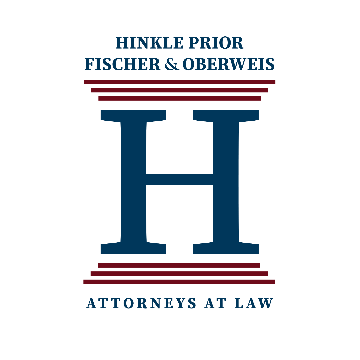 HINKLE PRIOR
FISCHER & OBERWEIS
H
ATTORNEYS AT LAW